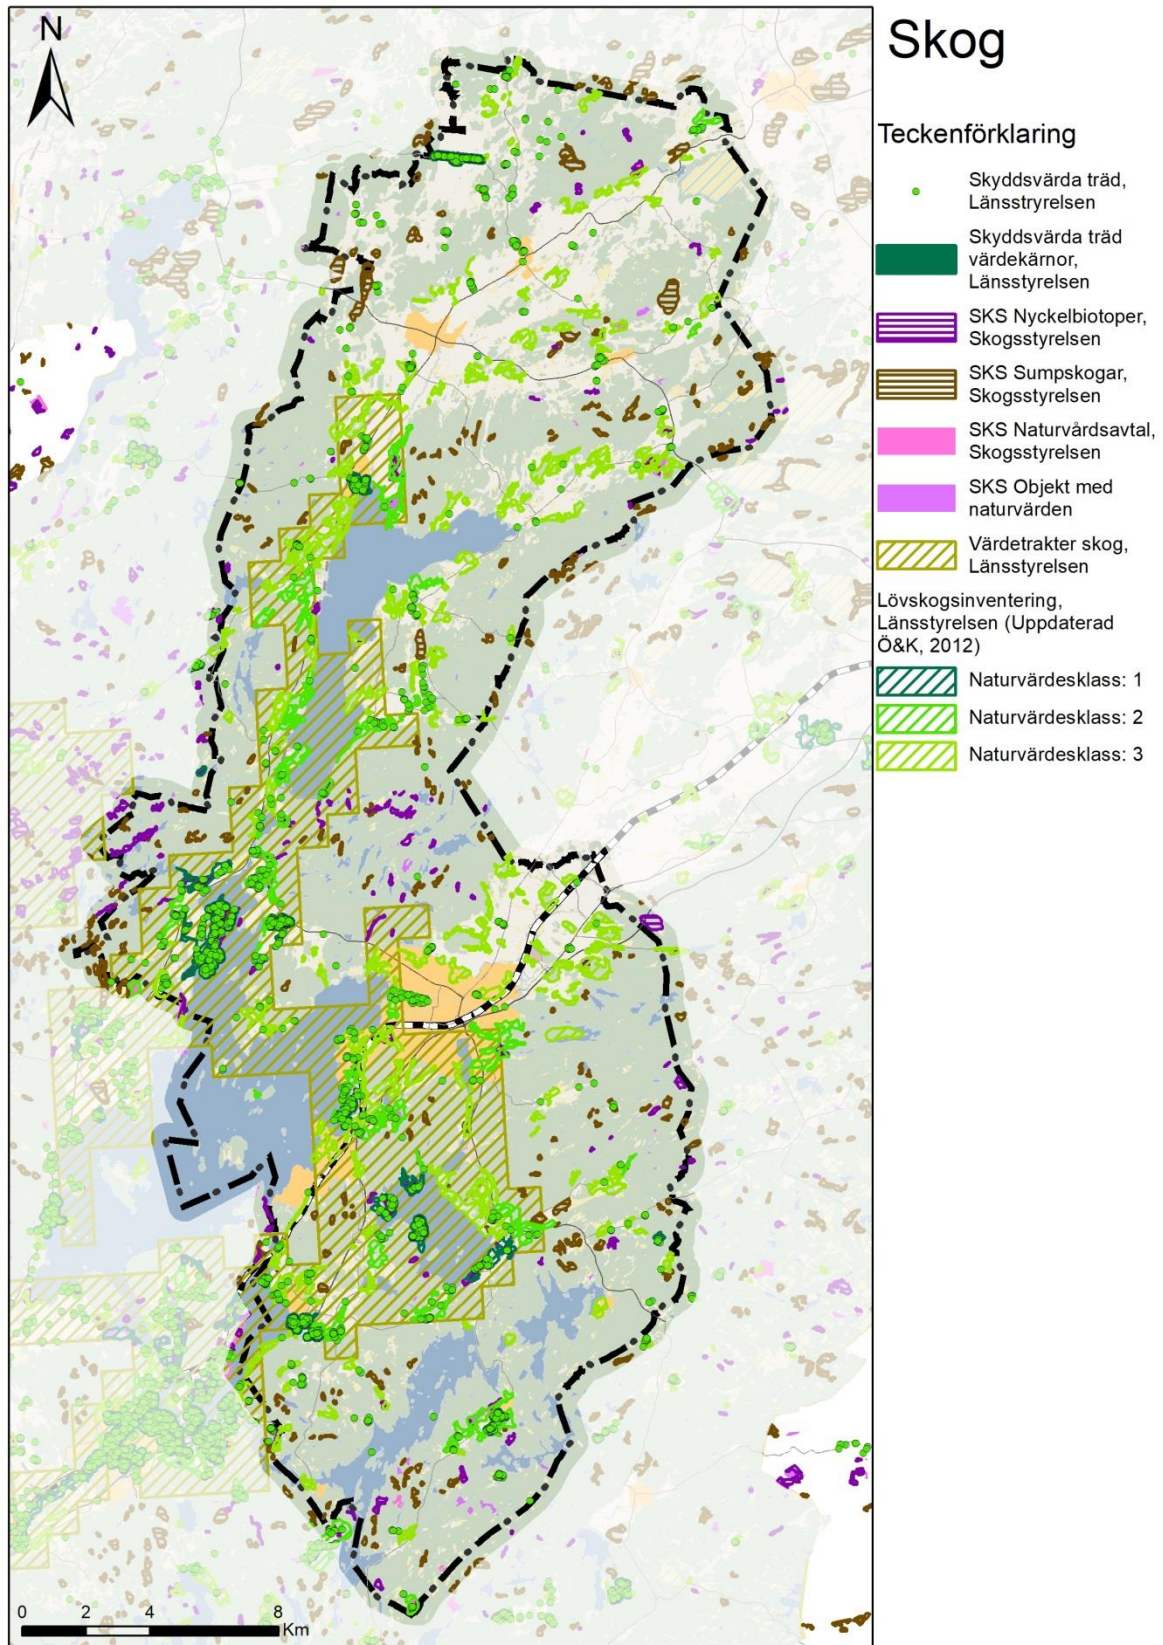 Skog
N
Teckenförklaring
Skyddsvärda träd,
Länsstryrelsen
Skyddsvärda träd
värdekärnor,
Länsstyrelsen
SKS Nyckelbiotoper,
Skogsstyrelsen
SKS Sumpskogar,
Skogsstyrelsen
SKS Naturvårdsavtal,
Skogsstyrelsen
SKS Objekt med
naturvärden
Värdetrakter skog,
Länsstyrelsen
Lövskogsinventering,
Länsstyrelsen (Uppdaterad
Ö&K, 2012)
Naturvärdesklass: 1
Naturvärdesklass: 2
Naturvärdesklass: 3
0 2 4 8
Km